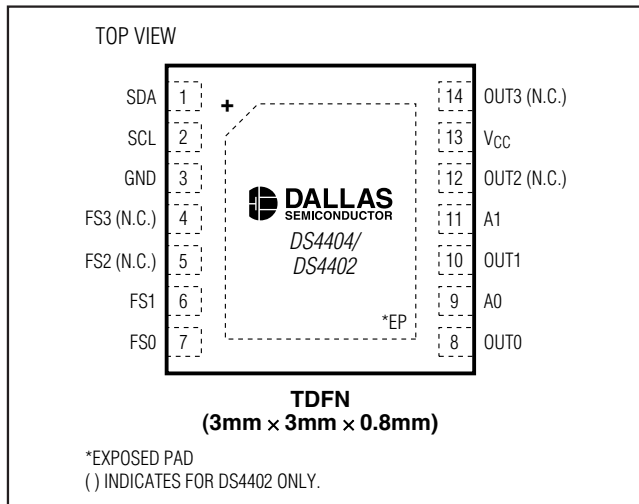 TOP VIEW
SDA 1
SCL 2
GND 3
FS3 (N.C.) 4
FS2 (N.C.) 5
FS1 6
FS0 7
+
DALLAS
SEMICONDUCTOR
DS4404/
DS4402
*EP
14 OUT3 (N.C.)
13 VCC
12 OUT2 (N.C.)
11 A1
10 OUT1
9 A0
8 OUT0
TDFN
(3mm × 3mm × 0.8mm)
*EXPOSED PAD
( ) INDICATES FOR DS4402 ONLY.